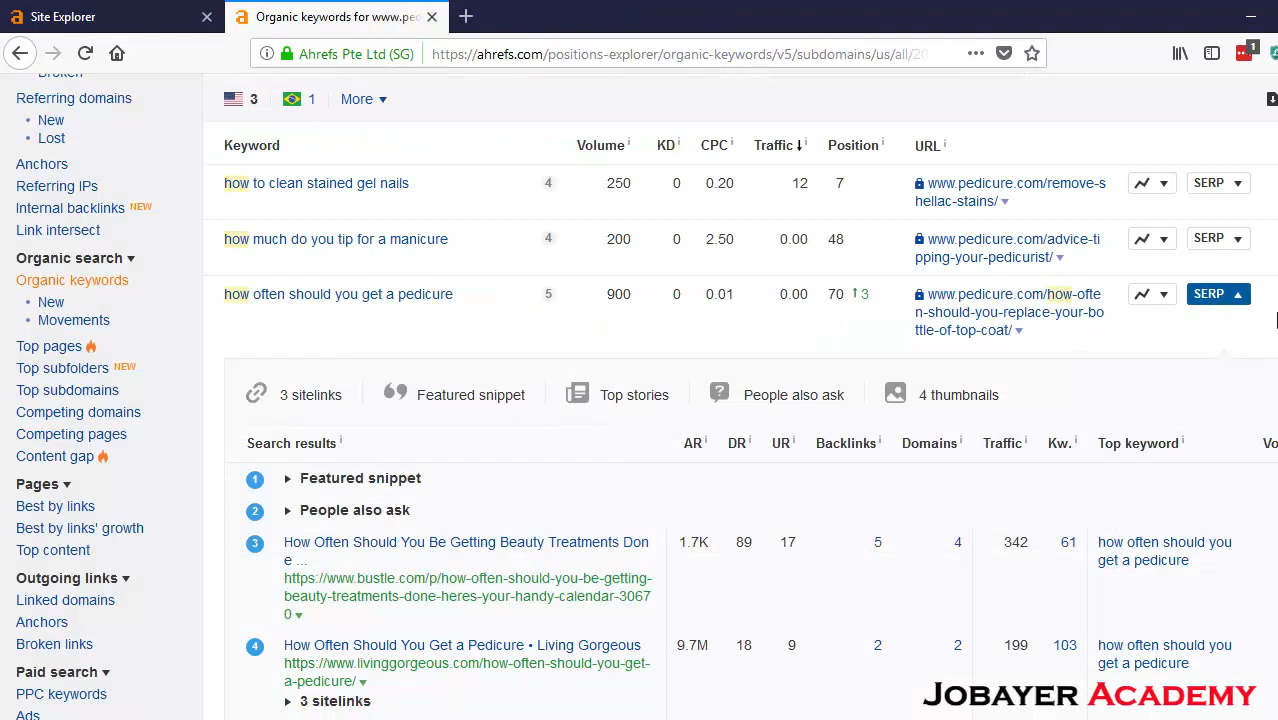 Site Explorer
Organic keywords for www.pec
Ahrefs Pte Ltd (SG)
https://ahrefs.com/positions-explorer/organic-keywords/v5/subdomains/us/all/20
1
Broken
Referring domains
New
Lost
Anchors
Referring IPs
Internal backlinks NEW
Link intersect
Organic search
Organic keywords
New
Movements
Top pages
Top subfolders NEW
Top subdomains
Competing domains
Competing pages
Content gap
Pages
Best by links
Best by links' growth
Top content
Outgoing links
Linked domains
Anchors
Broken links
Paid search
PPC keywords
Ads
3 1 More
Keyword Volume KD CPC Traffic Position URL
how to clean stained gel nails 4 250 0 0.20 12 7 www.pedicure.com/remove-s
hellac-stains/ SERP
how much do you tip for a manicure 4 200 0 2.50 0.00 48 www.pedicure.com/advice-ti
pping-your-pedicurist/ SERP
how often should you get a pedicure 5 900 0 0.01 0.00 70 ↑3 www.pedicure.com/how-ofte
n-should-you-replace-your-bo
ttle-of-top-coat/ SERP
3 sitelinks Featured snippet Top stories People also ask 4 thumbnails
Search results AR DR UR Backlinks Domains Traffic Kw. Top keyword Vo
1 Featured snippet
2 People also ask
3 How Often Should You Be Getting Beauty Treatments Don
e ...
https://www.bustle.com/p/how-often-should-you-be-getting-
beauty-treatments-done-heres-your-handy-calendar-3067
0
1.7K 89 17 5 4 342 61 how often should you
get a pedicure
4 How Often Should You Get a Pedicure • Living Gorgeous
https://www.livinggorgeous.com/how-often-should-you-get-
a-pedicure/
3 sitelinks
9.7M 18 9 2 2 199 103 how often should you
get a pedicure
JOBAYER ACADEMY